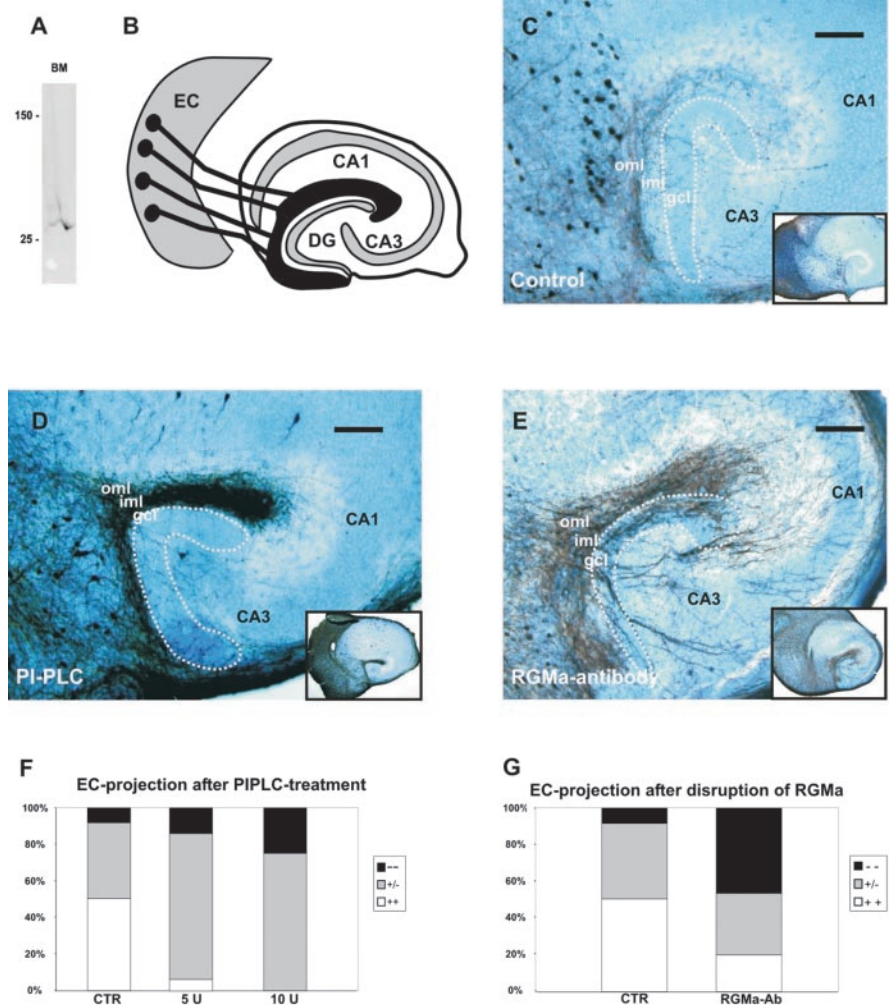 A
BM
150 -
25 -
B
EC
CA1
DG
CA3
C
CA1
oml
iml
gcl
CA3
Control
D
oml
iml
gcl
CA1
CA3
PI-PLC
E
CA1
oml
iml
gcl
CA3
RGMa-antibody
F
EC-projection after PIPLC-treatment
100%
80%
60%
40%
20%
0%
CTR
5 U
10 U
--
+/-
++
G
EC-projection after disruption of RGMa
100%
80%
60%
40%
20%
0%
CTR
RGMa-Ab
- -
+/-
+ +